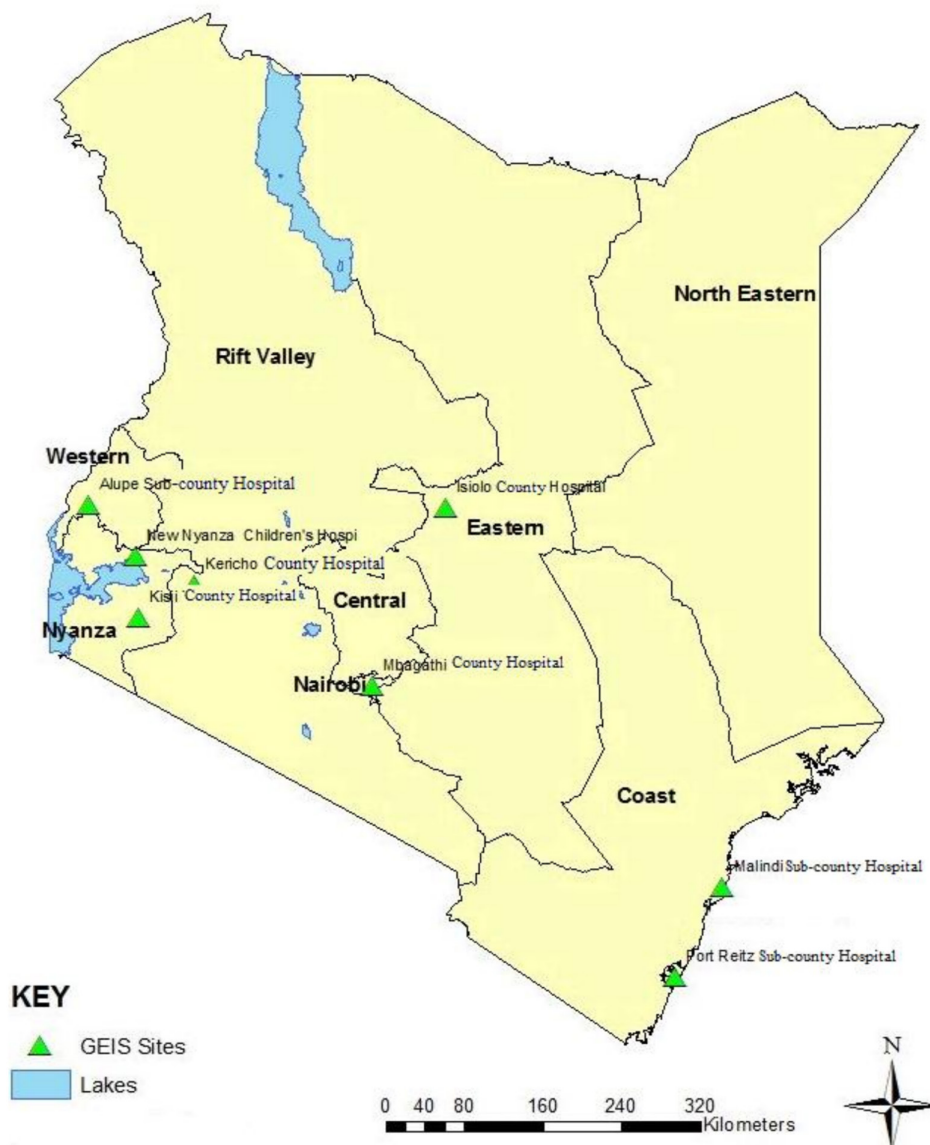 North Eastern
Rift Valley
Western
Alupe Sub-county Hospital
Isiolo County Hospital
Eastern
New Nyanza Children's Hospi
Kericho County Hospital
Kisii County Hospital
Central
Nyanza
Mbagathi County Hospital
Nairobi
Coast
Malindi Sub-county Hospital
Port Reitz Sub-county Hospital
KEY
GEIS Sites
Lakes
N
0 40 80 160 240 320
Kilometers